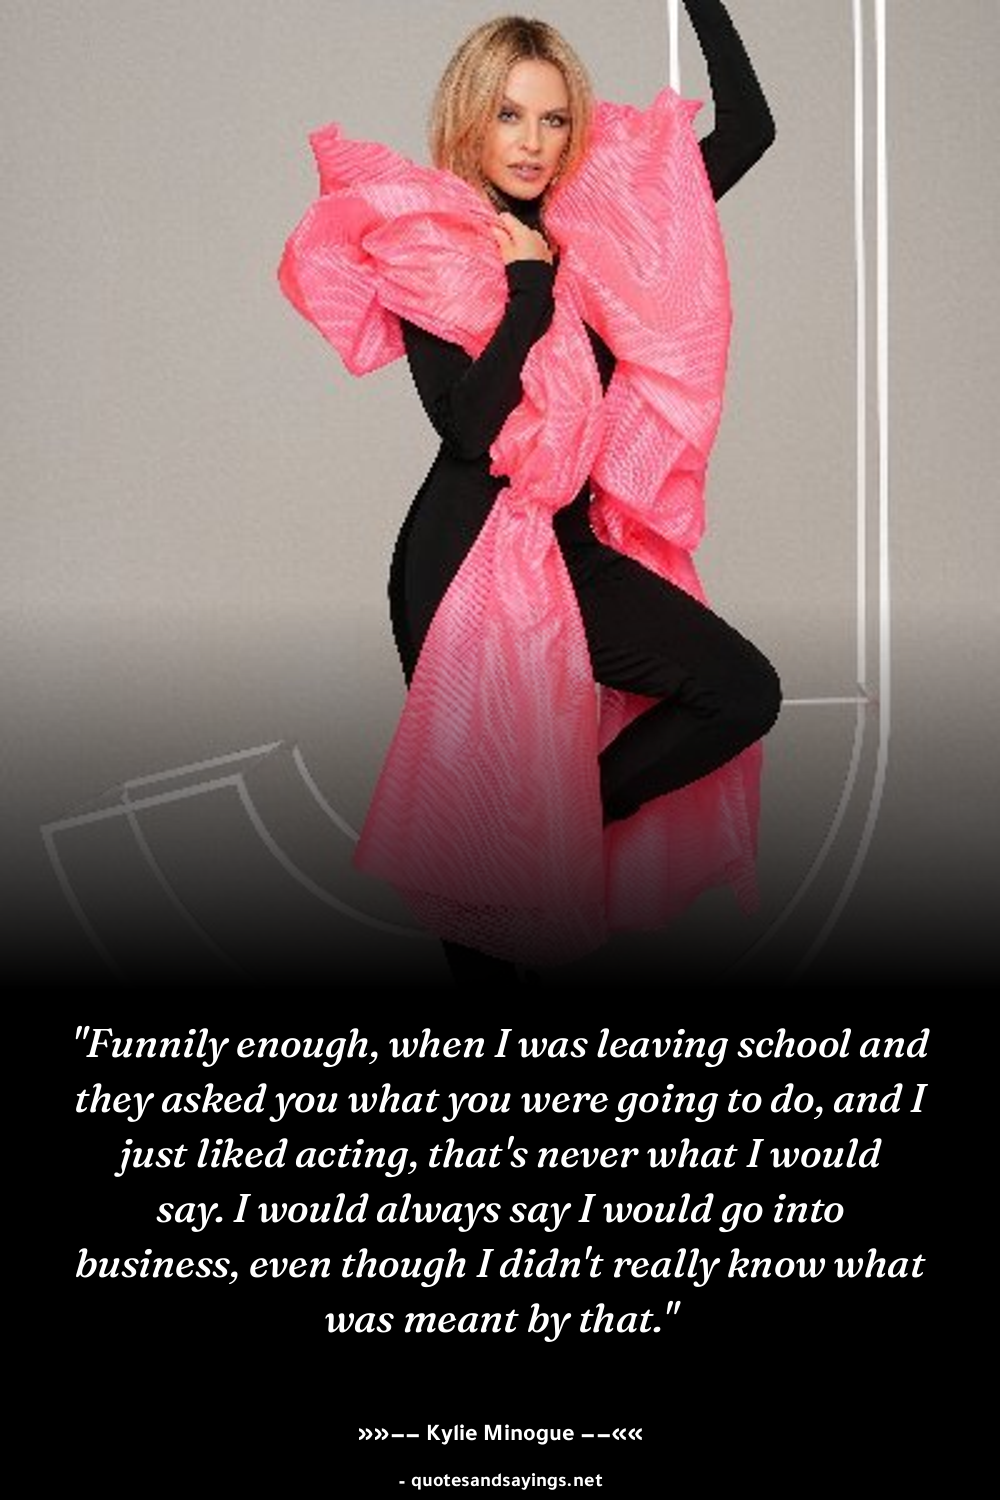 "Funnily enough, when I was leaving school and
they asked you what you were going to do, and I
just liked acting, that's never what I would
say. I would always say I would go into
business, even though I didn't really know what
was meant by that."
»»–– Kylie Minogue ––««
- quotesandsayings.net